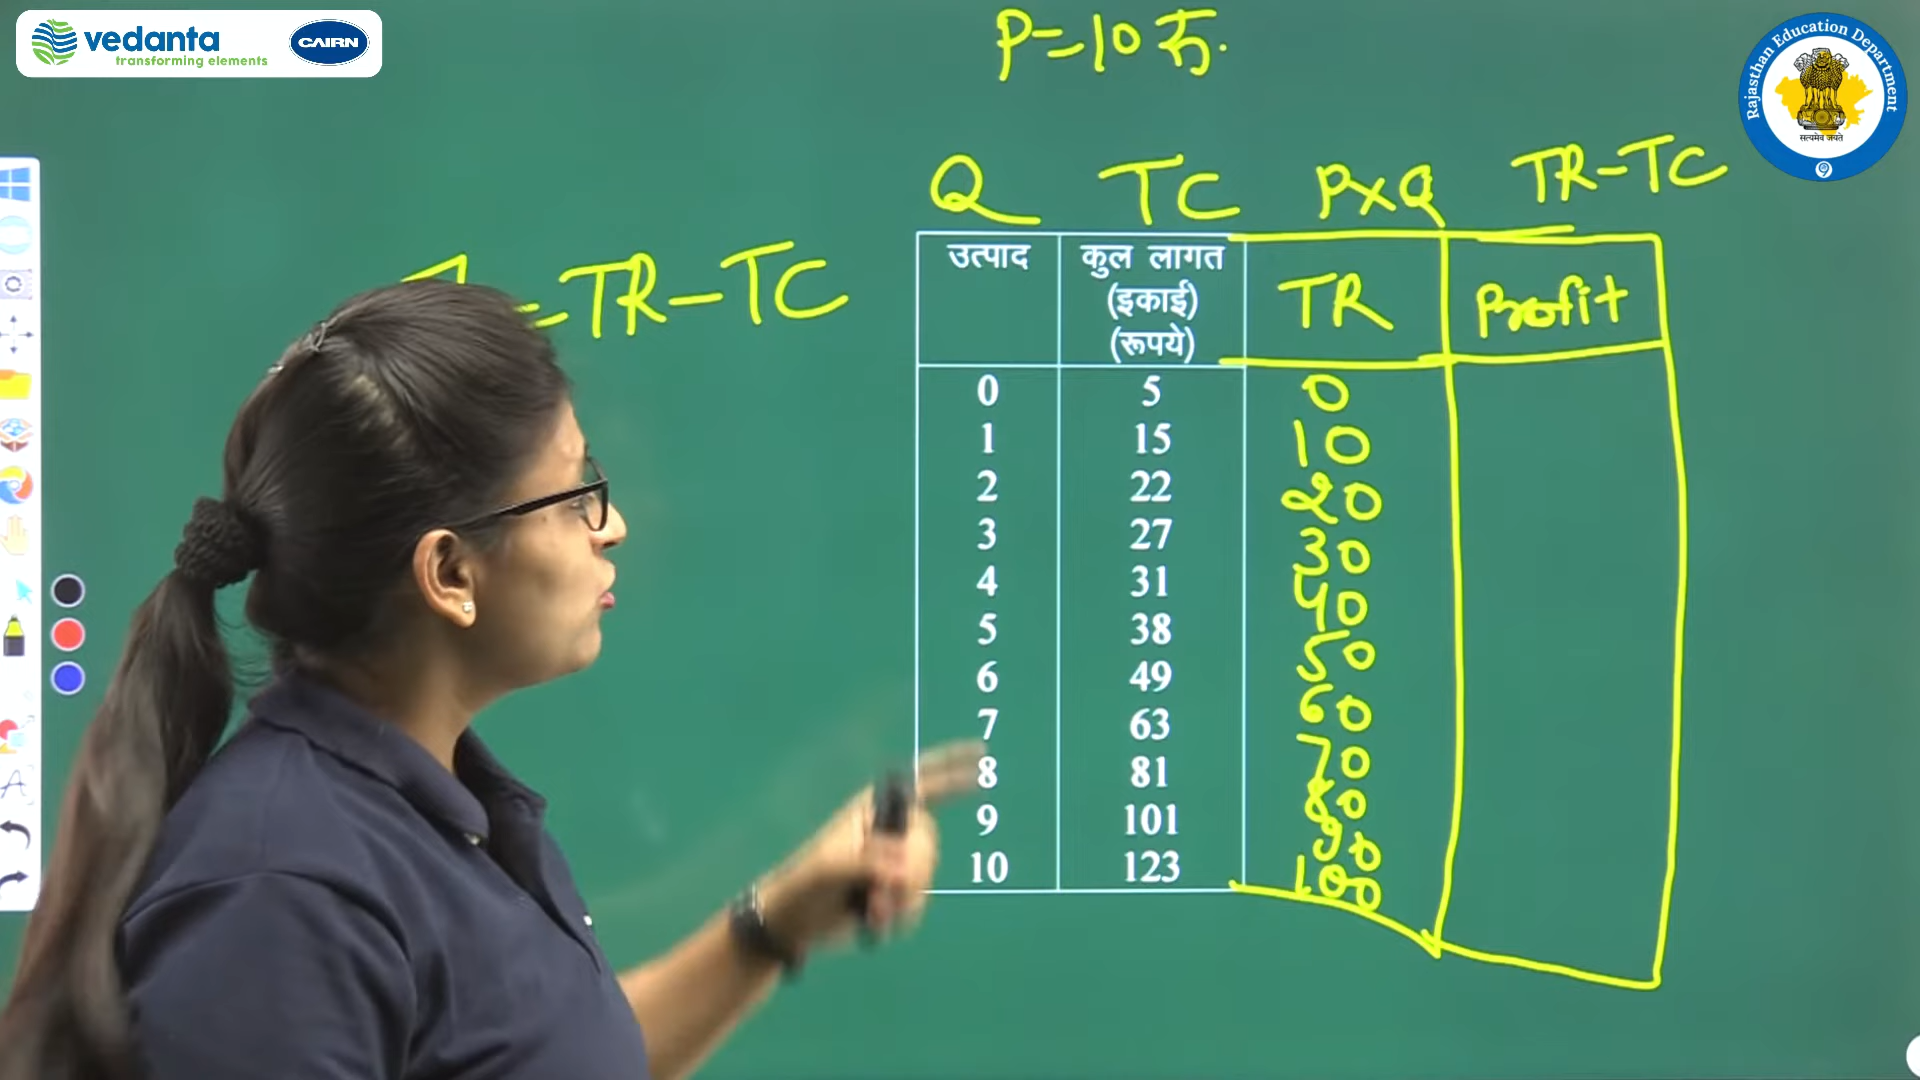 vedanta
transforming elements
CAIRN
P=10 रु.
Rajasthan Education Department
सत्यमेव जयते
Q TC P×Q TR-TC
=TR-TC
उत्पाद कुल लागत (इकाई) (रूपये) TR Profit
0 5 0
1 15 10
2 22 20
3 27 30
4 31 40
5 38 50
6 49 60
7 63 70
8 81 80
9 101 90
10 123 100